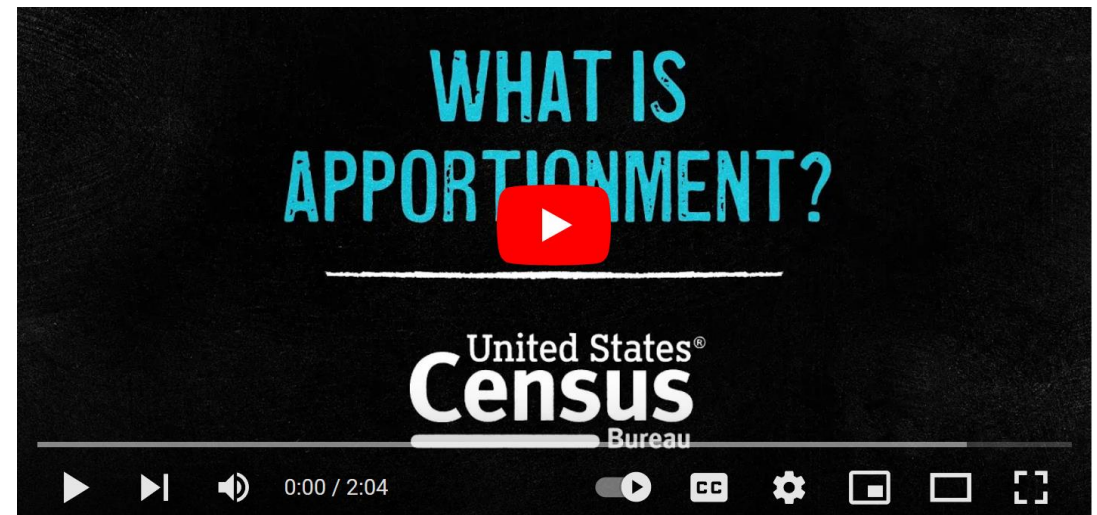 WHAT IS
APPORTIONMENT?
United States®
Census
Bureau
0:00 / 2:04
CC